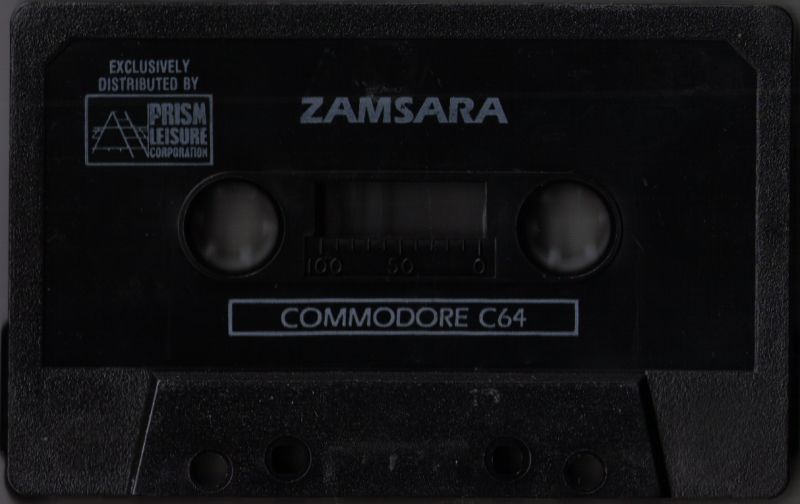 EXCLUSIVELY
DISTRIBUTED BY
PRISM
LEISURE
CORPORATION
ZAMSARA
100 50 0
COMMODORE C64